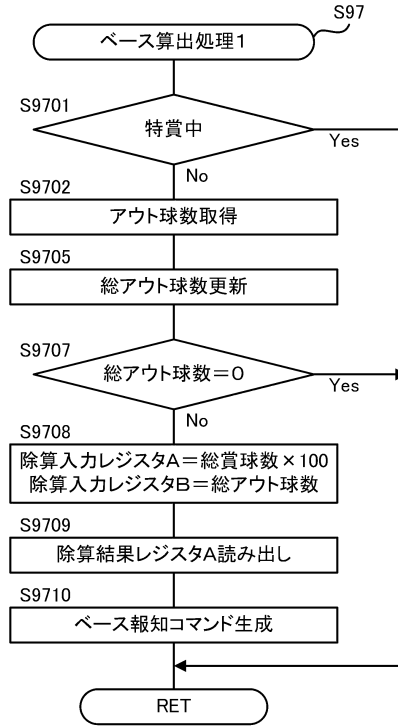 S97
ベース算出処理1
S9701
特賞中
Yes
No
S9702
アウト球数取得
S9705
総アウト球数更新
S9707
総アウト球数＝0
Yes
No
S9708
除算入力レジスタA＝総賞球数×100
除算入力レジスタB＝総アウト球数
S9709
除算結果レジスタA読み出し
S9710
ベース報知コマンド生成
RET